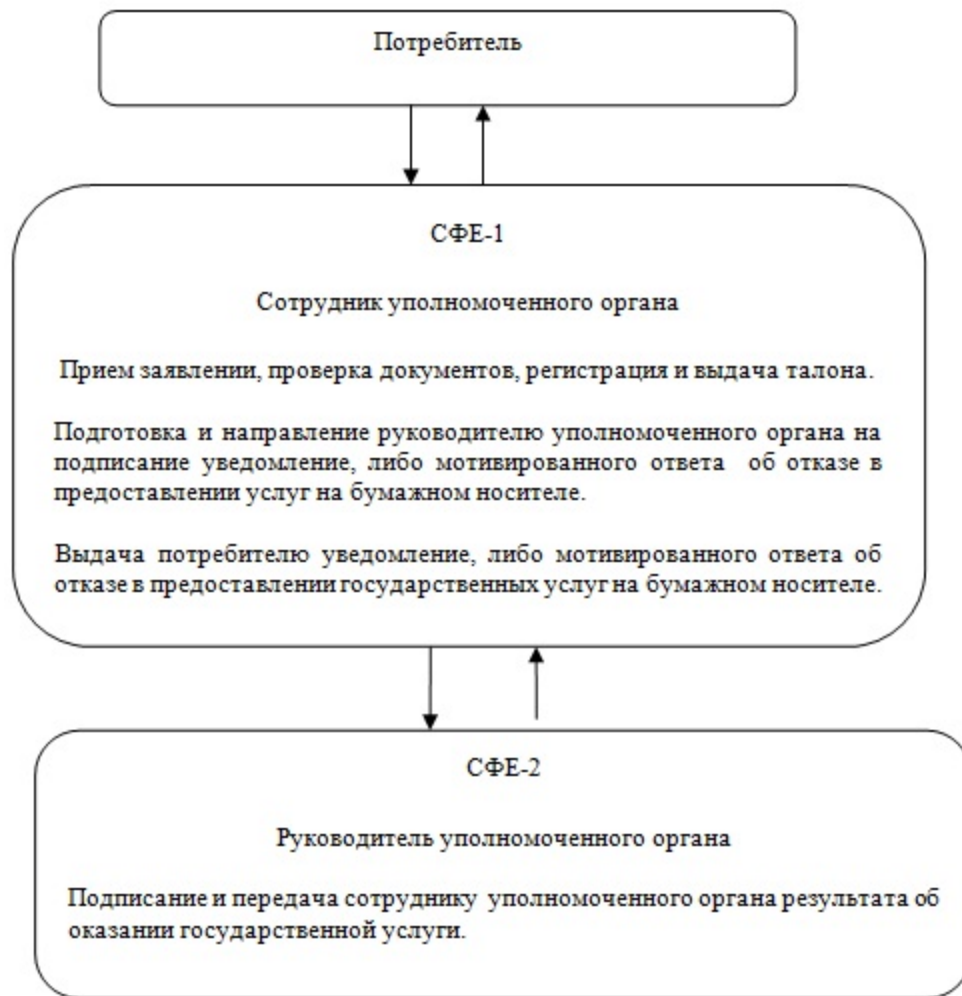 Потребитель
СФЕ-1
Сотрудник уполномоченного органа
Прием заявлении, проверка документов, регистрация и выдача талона.
Подготовка и направление руководителю уполномоченного органа на
подписание уведомление, либо мотивированного ответа об отказе в
предоставлении услуг на бумажном носителе.
Выдача потребителю уведомление, либо мотивированного ответа об
отказе в предоставлении государственных услуг на бумажном носителе.
СФЕ-2
Руководитель уполномоченного органа
Подписание и передача сотруднику уполномоченного органа результата об
оказании государственной услуги.